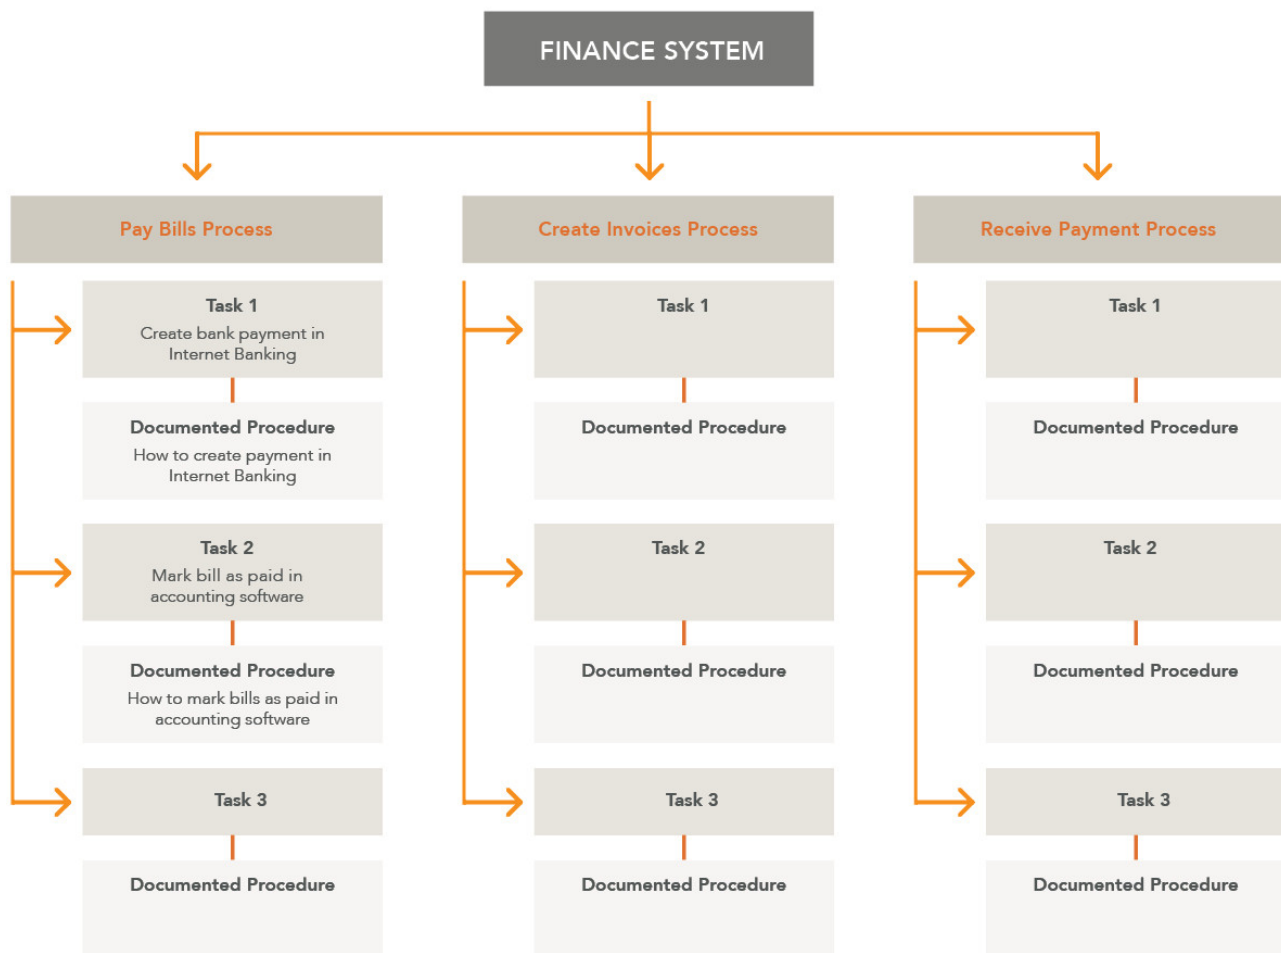 FINANCE SYSTEM
Pay Bills Process
Task 1
Create bank payment in
Internet Banking
Documented Procedure
How to create payment in
Internet Banking
Task 2
Mark bill as paid in
accounting software
Documented Procedure
How to mark bills as paid in
accounting software
Task 3
Documented Procedure
Create Invoices Process
Task 1
Documented Procedure
Task 2
Documented Procedure
Task 3
Documented Procedure
Receive Payment Process
Task 1
Documented Procedure
Task 2
Documented Procedure
Task 3
Documented Procedure